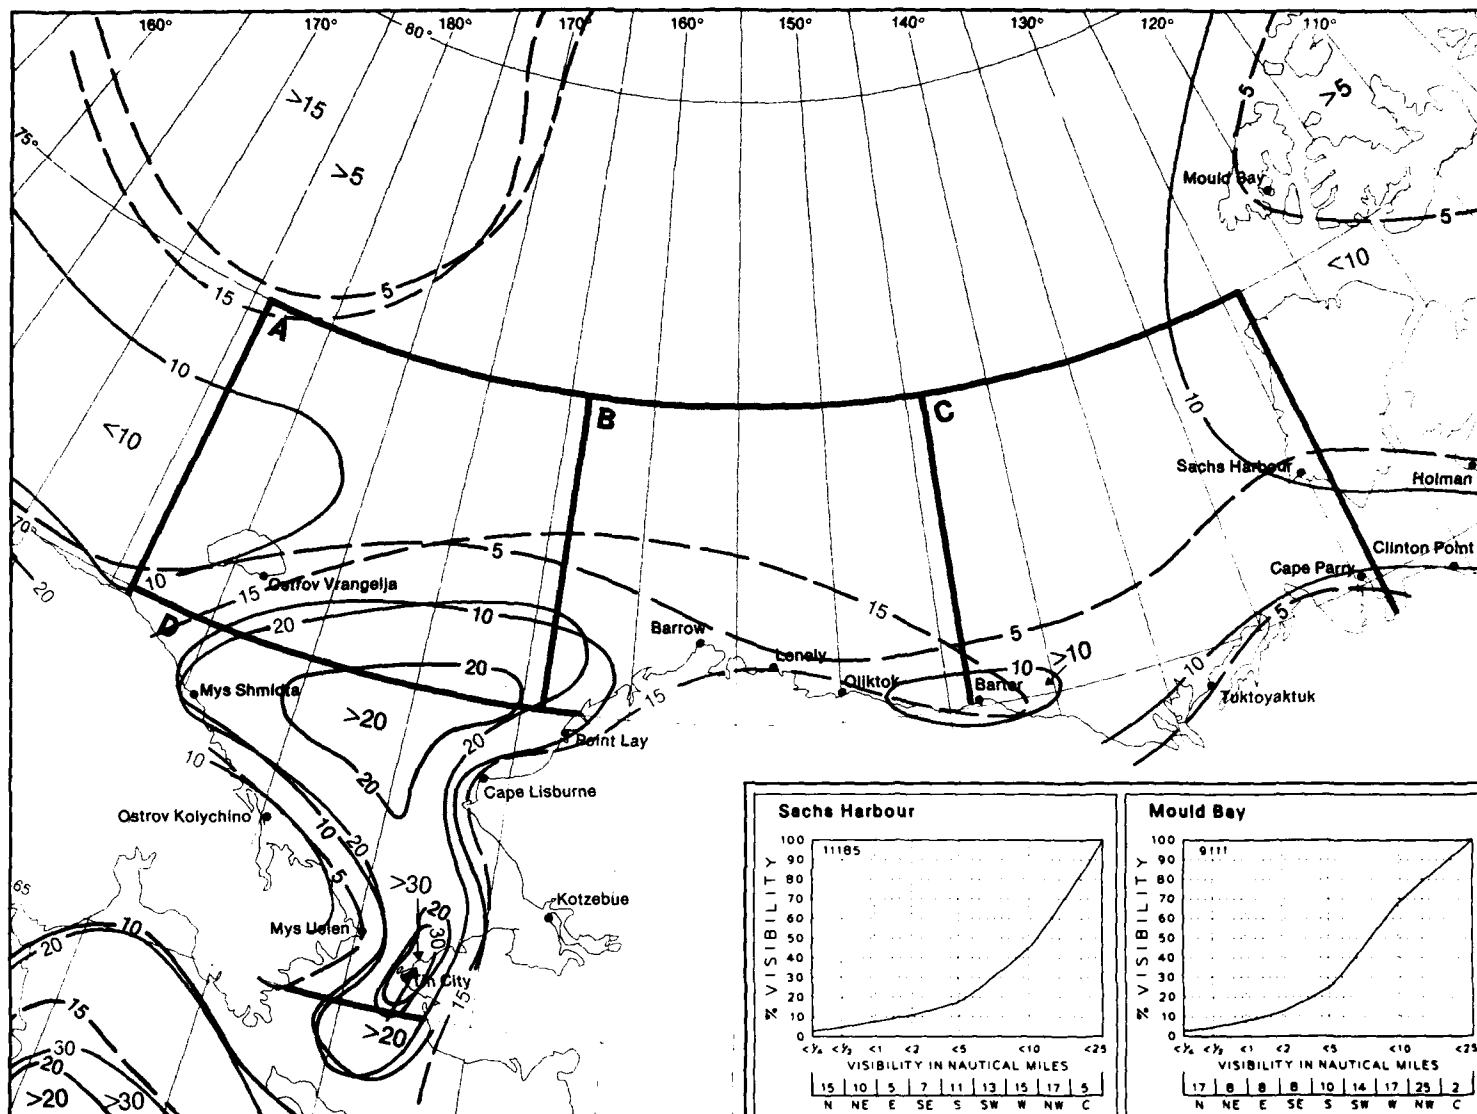 160° 170° 180° 170° 160° 150° 140° 130° 120° 110°
80°
>15
5
>5
75°
>5
Mould Bay
5
5
<10
15
A
10
10
B
C
<10
Sachs Harbour
Holman
70°
5
Clinton Point
10
Ostrov Vrangelja
Cape Parry
20
15
15
10
5
5
D
20
Barrow
10
>10
10
20
Lonely
Mys Shmidta
Oliktok
15
Barter
Tuktoyaktuk
>20
20
Point Lay
10
20
Cape Lisburne
Ostrov Kolychino
10
20
65
5
>30
20
Kotzebue
10
Mys Uelen
30
20
Tin City
15
15
>20
30
20
>20
>30
Sachs Harbour
11185
100
90
80
70
60
50
40
30
20
10
0
% VISIBILITY
<¼ <½ <1 <2 <5 <10 <25
VISIBILITY IN NAUTICAL MILES
15 10 5 7 11 13 15 17 5
N NE E SE S SW W NW C
Mould Bay
9111
100
90
80
70
60
50
40
30
20
10
0
% VISIBILITY
<¼ <½ <1 <2 <5 <10 <25
VISIBILITY IN NAUTICAL MILES
17 8 8 8 10 14 17 25 2
N NE E SE S SW W NW C